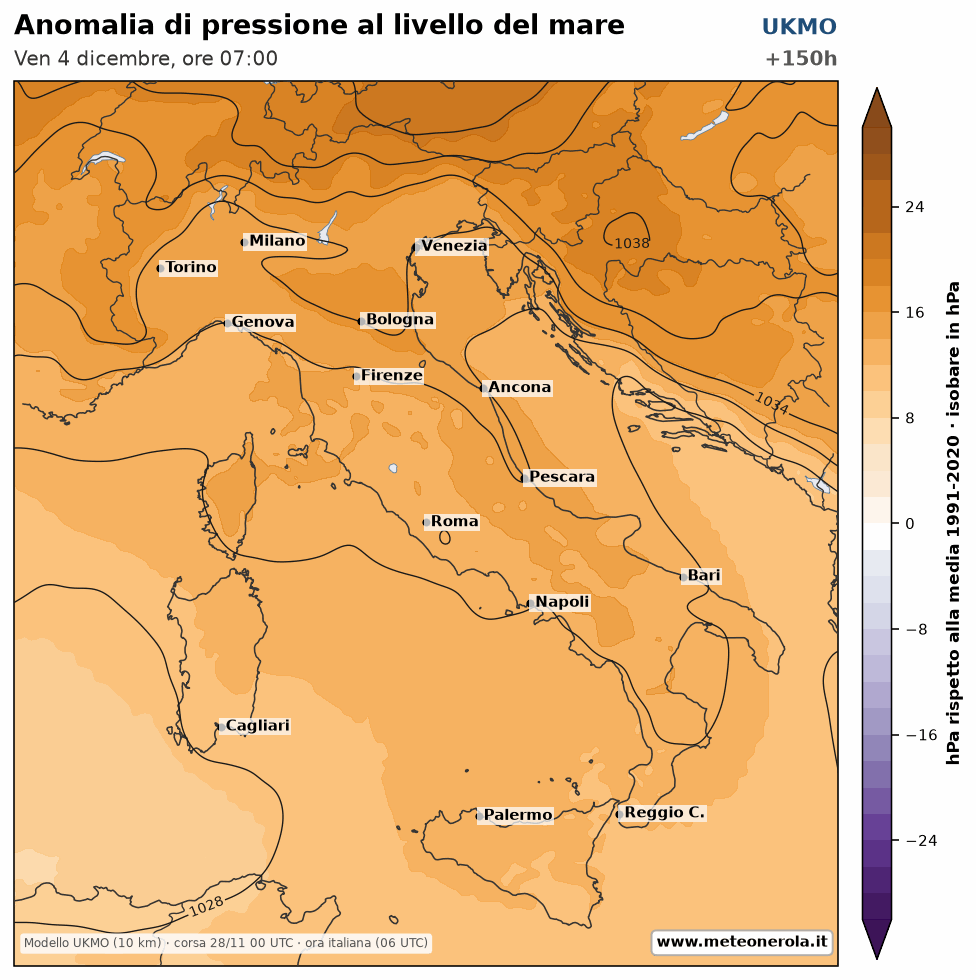 Anomalia di pressione al livello del mare
UKMO
Ven 4 dicembre, ore 07:00
+150h
Milano
Venezia
1038
Torino
Genova
Bologna
Firenze
Ancona
1034
Pescara
Roma
Bari
Napoli
Cagliari
Palermo
Reggio C.
1028
Modello UKMO (10 km) · corsa 28/11 00 UTC · ora italiana (06 UTC)
www.meteonerola.it
24
16
8
0
−8
−16
−24
hPa rispetto alla media 1991-2020 · isobare in hPa